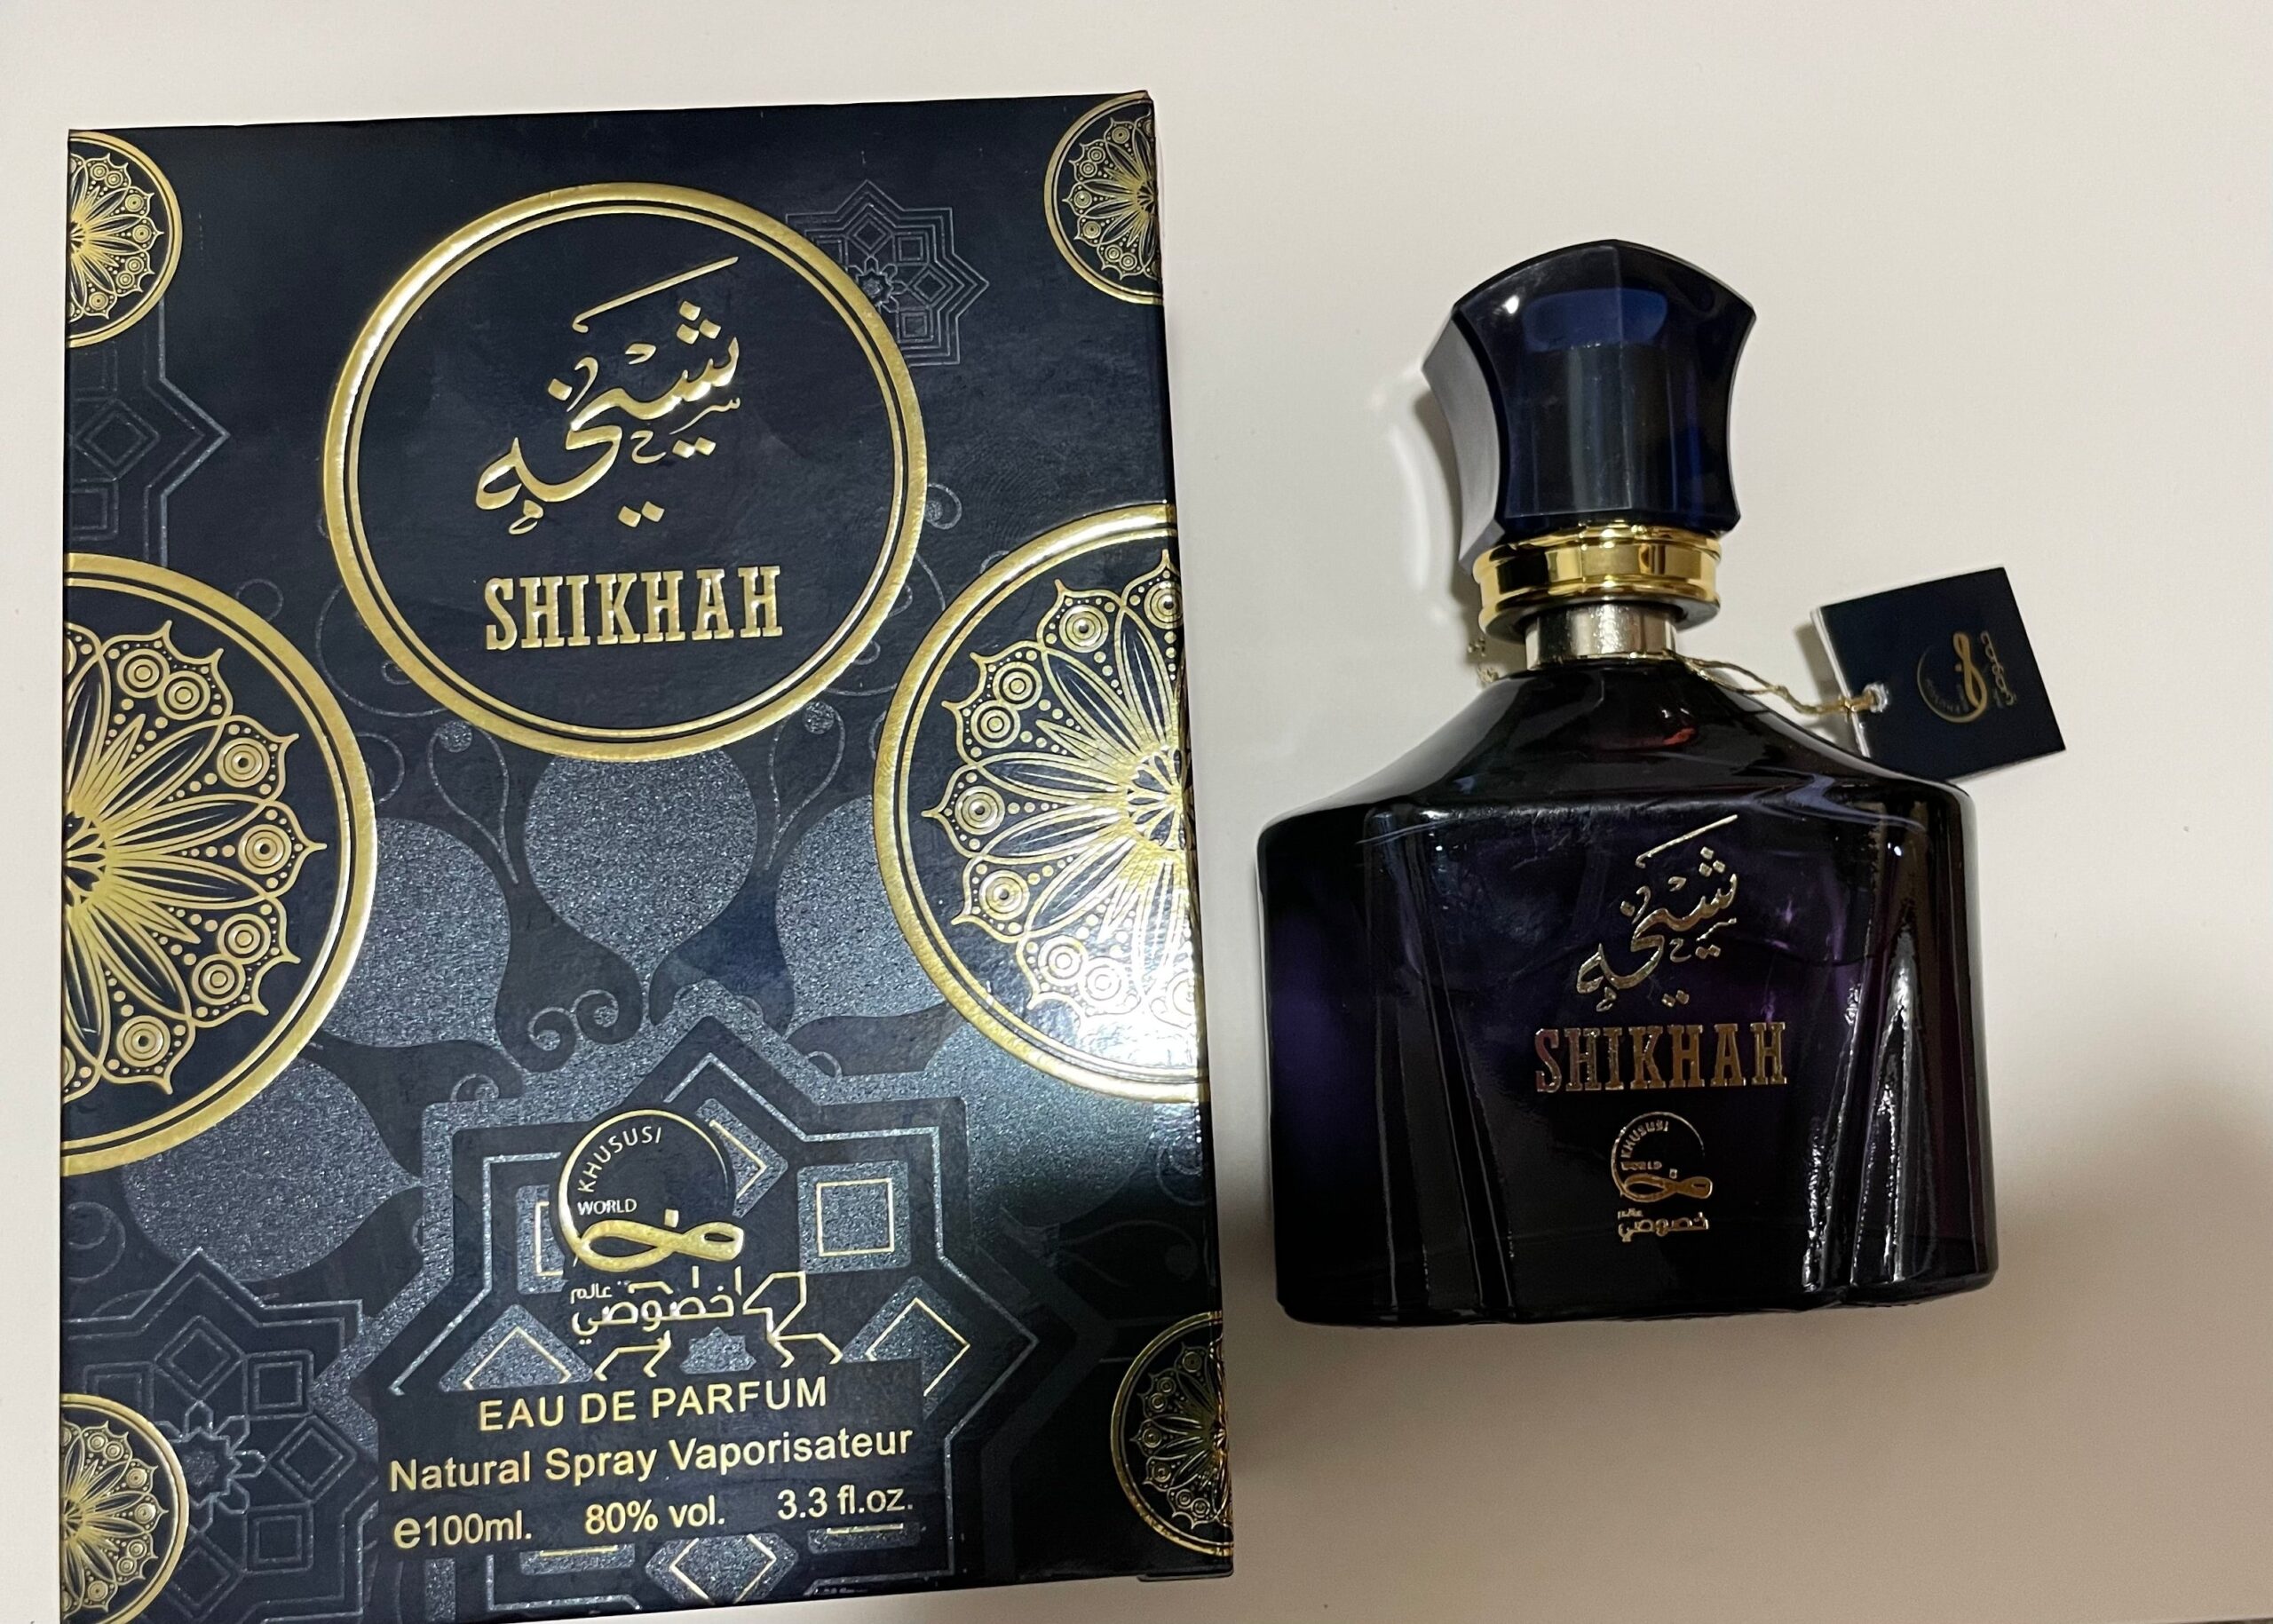 شيخه
SHIKHAH
KHUSUSI
WORLD
عالم
خصوصي
EAU DE PARFUM
Natural Spray Vaporisateur
e100ml. 80% vol. 3.3 fl.oz.
شيخه
SHIKHAH
KHUSUSI
WORLD
عالم
خصوصي
خصوصي